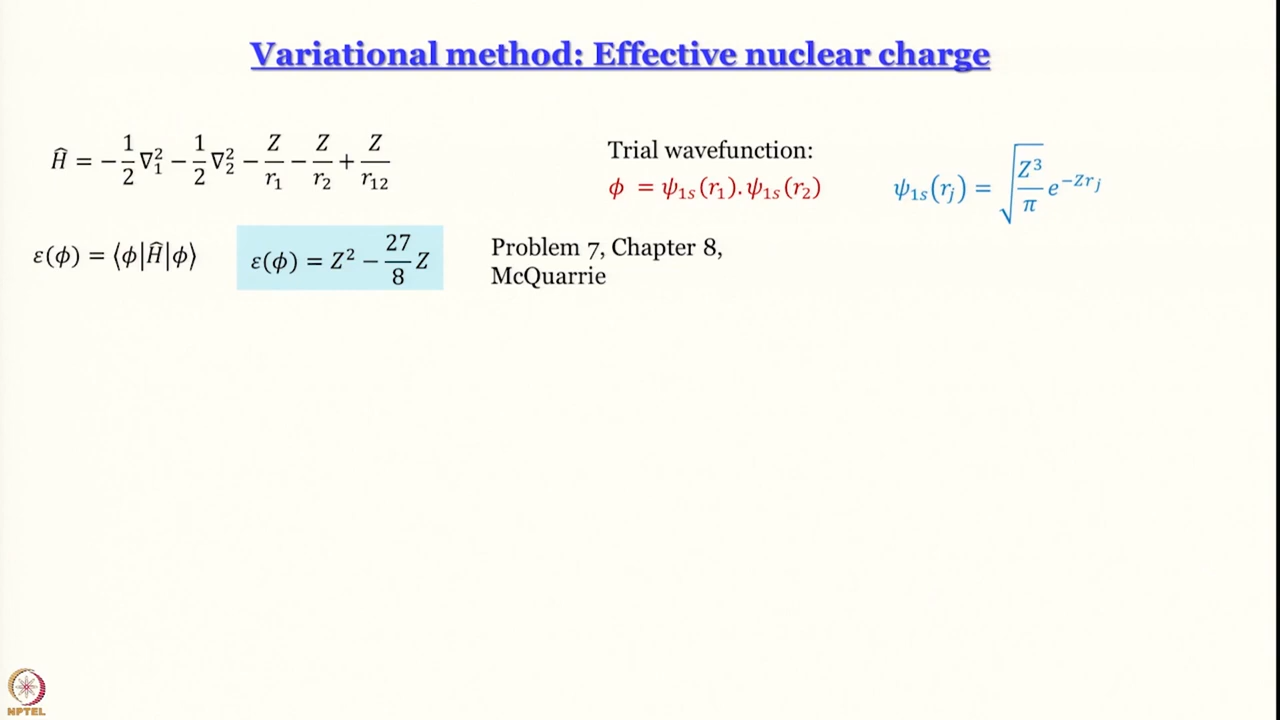 Variational method: Effective nuclear charge
Ĥ = −1/2 ∇₁² − 1/2 ∇₂² − Z/r₁ − Z/r₂ + Z/r₁₂
Trial wavefunction:
ϕ = ψ₁ₛ(r₁).ψ₁ₛ(r₂)
ψ₁ₛ(rⱼ) = √(Z³/π) e^(−Zrⱼ)
ε(ϕ) = ⟨ϕ|Ĥ|ϕ⟩
ε(ϕ) = Z² − 27/8 Z
Problem 7, Chapter 8,
McQuarrie
NPTEL